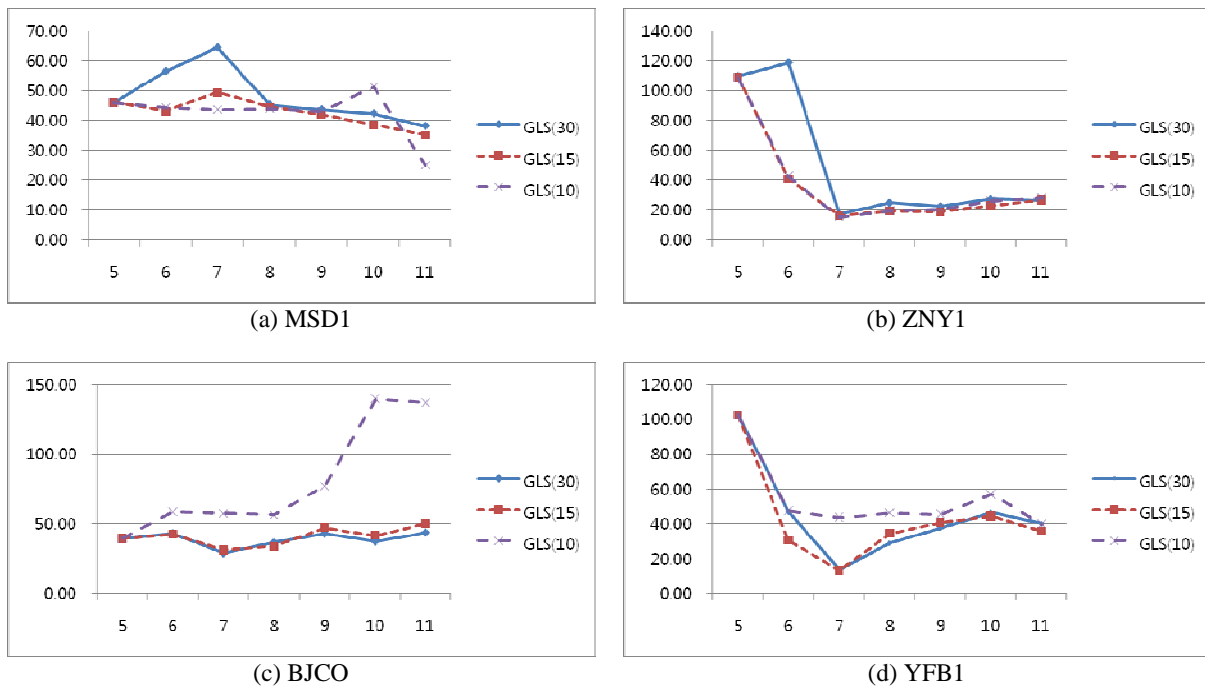 70.00
60.00
50.00
40.00
30.00
20.00
10.00
0.00
5 6 7 8 9 10 11
GLS(30)
GLS(15)
GLS(10)
(a) MSD1
140.00
120.00
100.00
80.00
60.00
40.00
20.00
0.00
5 6 7 8 9 10 11
GLS(30)
GLS(15)
GLS(10)
(b) ZNY1
150.00
100.00
50.00
0.00
5 6 7 8 9 10 11
GLS(30)
GLS(15)
GLS(10)
(c) BJCO
120.00
100.00
80.00
60.00
40.00
20.00
0.00
5 6 7 8 9 10 11
GLS(30)
GLS(15)
GLS(10)
(d) YFB1